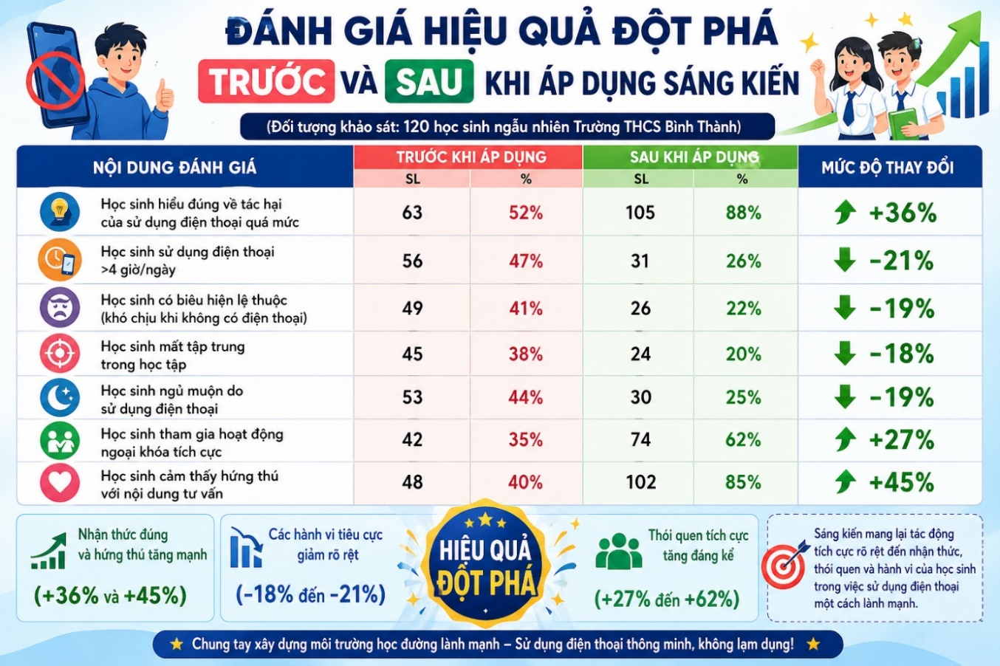 ĐÁNH GIÁ HIỆU QUẢ ĐỘT PHÁ
TRƯỚC VÀ SAU KHI ÁP DỤNG SÁNG KIẾN
(Đối tượng khảo sát: 120 học sinh ngẫu nhiên Trường THCS Bình Thành)
NỘI DUNG ĐÁNH GIÁ
TRƯỚC KHI ÁP DỤNG
SAU KHI ÁP DỤNG
MỨC ĐỘ THAY ĐỔI
SL % SL %
Học sinh hiểu đúng về tác hại
của sử dụng điện thoại quá mức
63 52% 105 88% +36%
Học sinh sử dụng điện thoại
>4 giờ/ngày
56 47% 31 26% -21%
Học sinh có biêu hiện lệ thuộc
(khó chịu khi không có điện thoại)
49 41% 26 22% -19%
Học sinh mất tập trung
trong học tập
45 38% 24 20% -18%
Học sinh ngủ muộn do
sử dụng điện thoại
53 44% 30 25% -19%
Học sinh tham gia hoạt động
ngoại khóa tích cực
42 35% 74 62% +27%
Học sinh cảm thấy hứng thú
với nội dung tư vấn
48 40% 102 85% +45%
Nhận thức đúng
và hứng thú tăng mạnh
(+36% và +45%)
Các hành vi tiêu cực
giảm rõ rệt
(-18% đến -21%)
HIỆU QUẢ
ĐỘT PHÁ
Thói quen tích cực
tăng đáng kể
(+27% đến +62%)
Sáng kiến mang lại tác động
tích cực rõ rệt đến nhận thức,
thói quen và hành vi của học sinh
trong việc sử dụng điện thoại
một cách lành mạnh.
Chung tay xây dựng môi trường học đường lành mạnh – Sử dụng điện thoại thông minh, không lạm dụng!